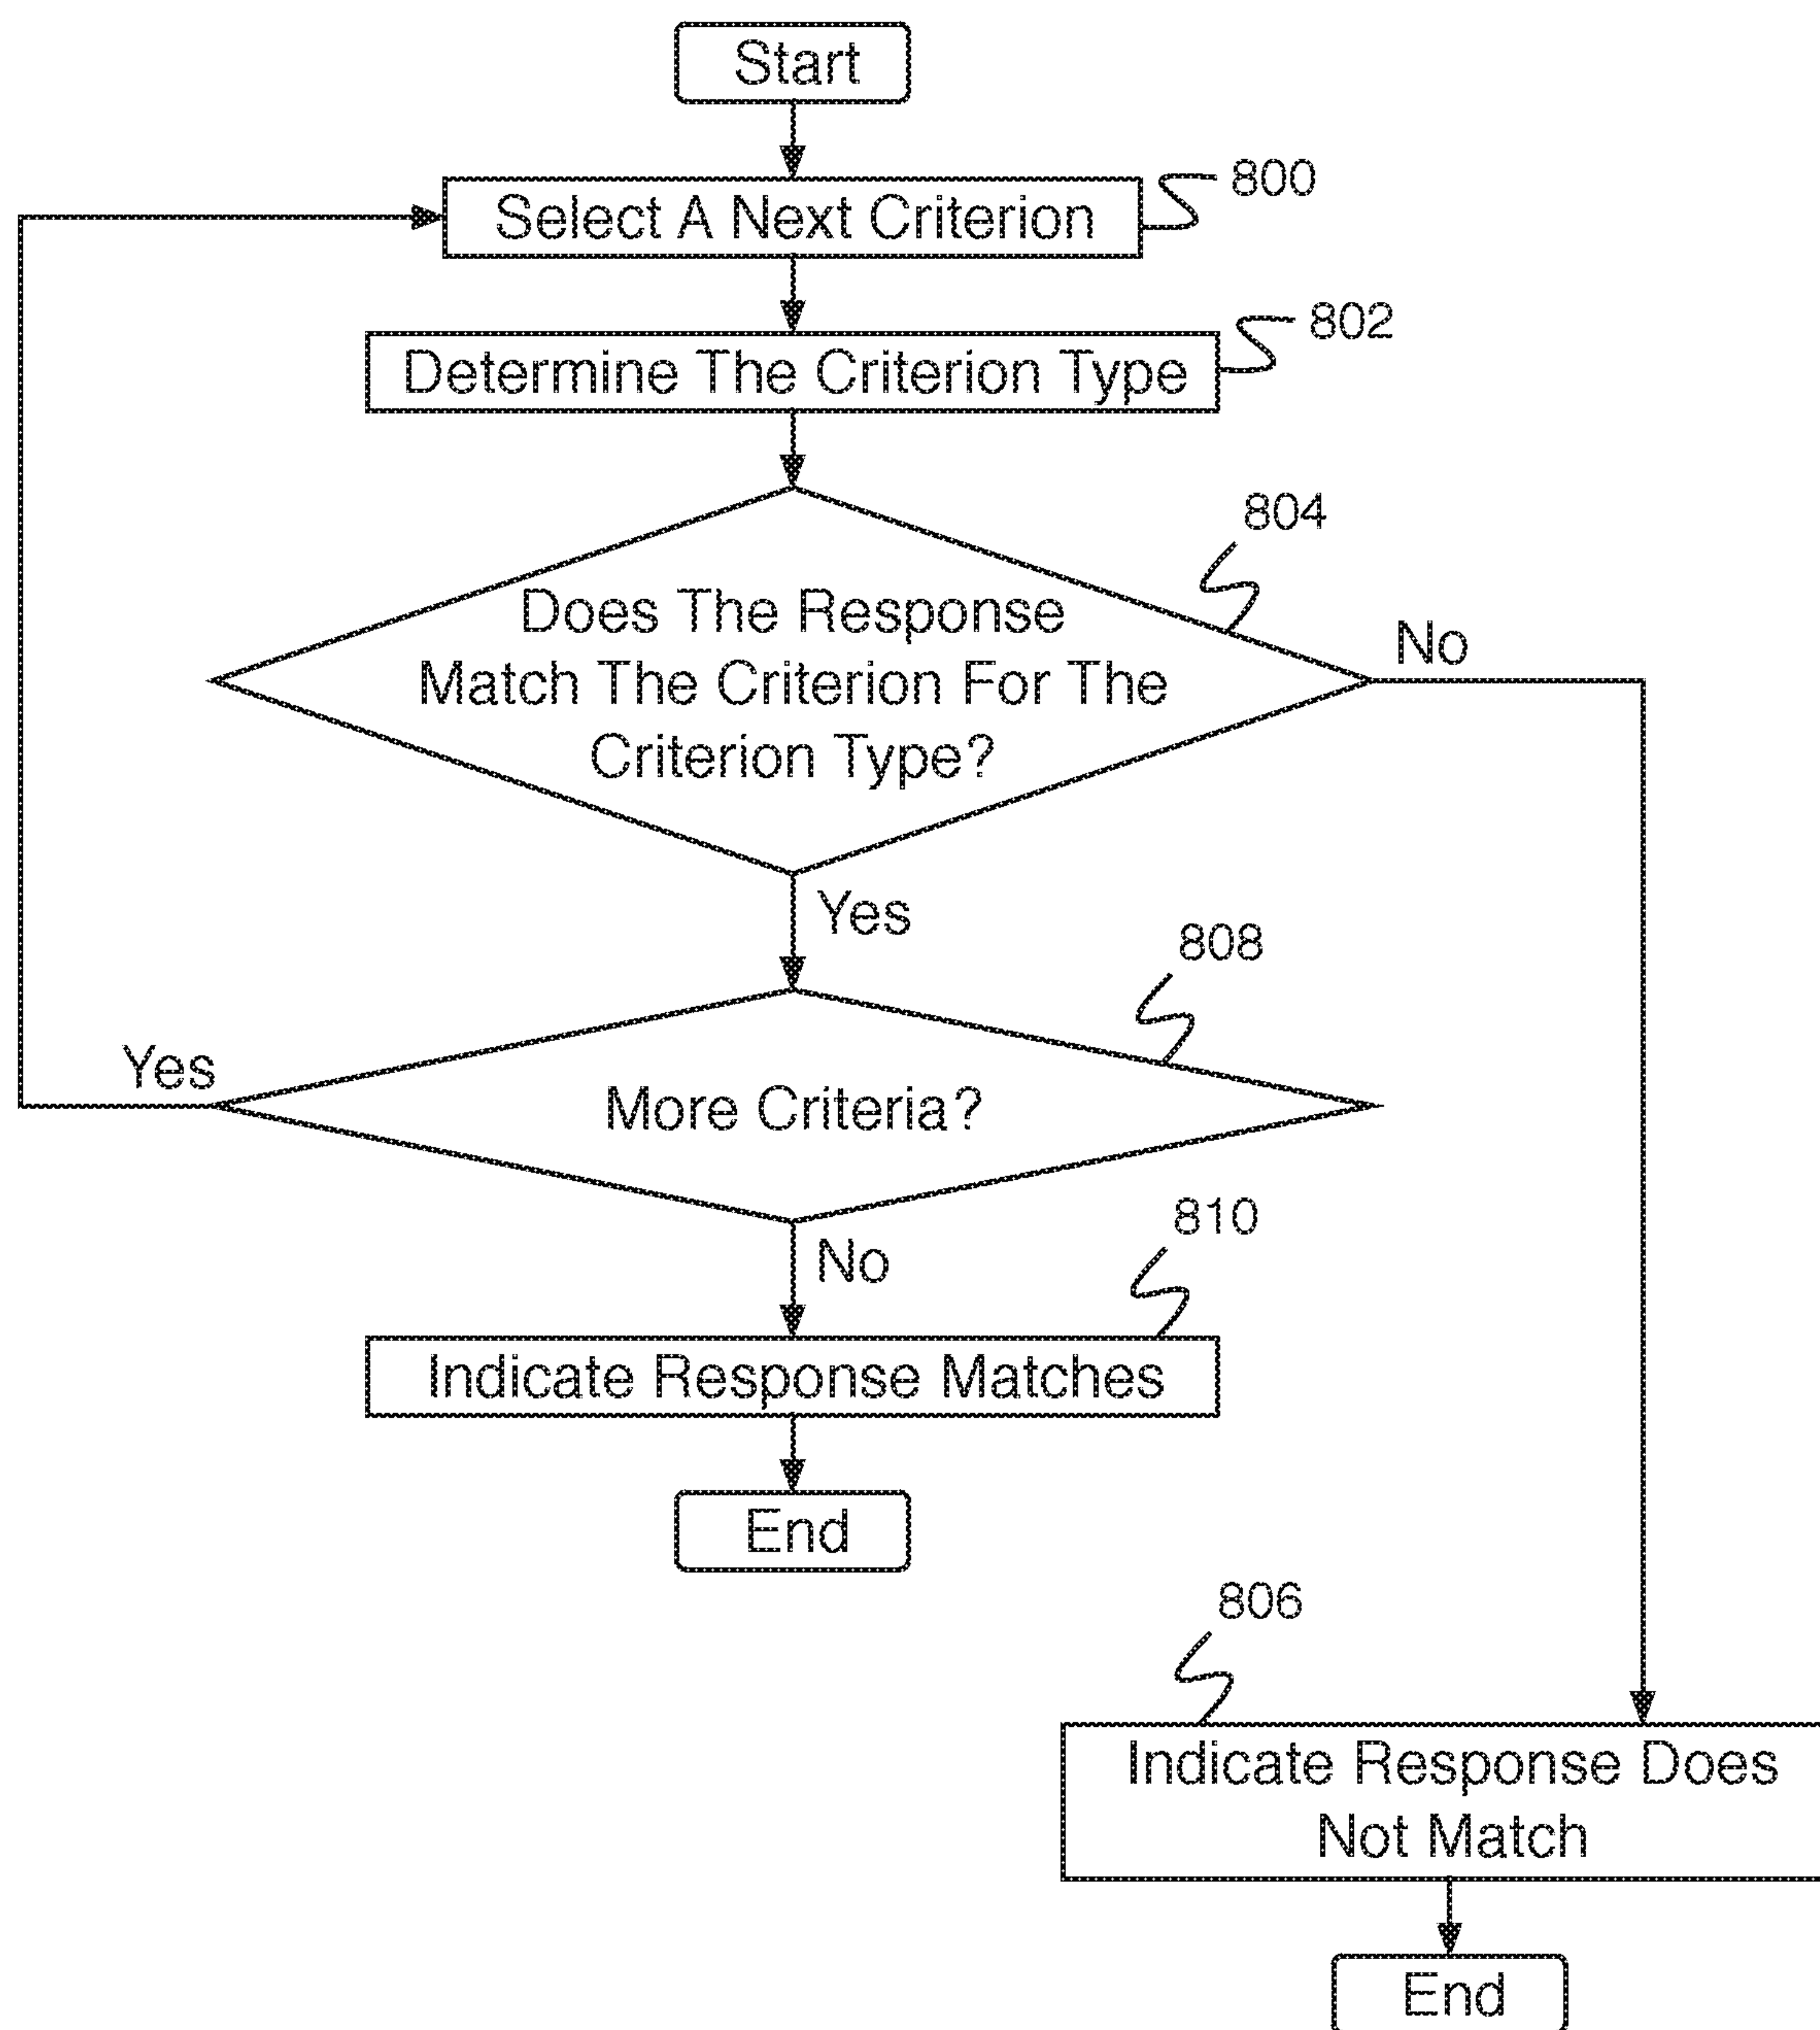 Start
800
Select A Next Criterion
802
Determine The Criterion Type
804
Does The Response
Match The Criterion For The
Criterion Type?
No
Yes
808
Yes
More Criteria?
810
No
Indicate Response Matches
End
806
Indicate Response Does
Not Match
End